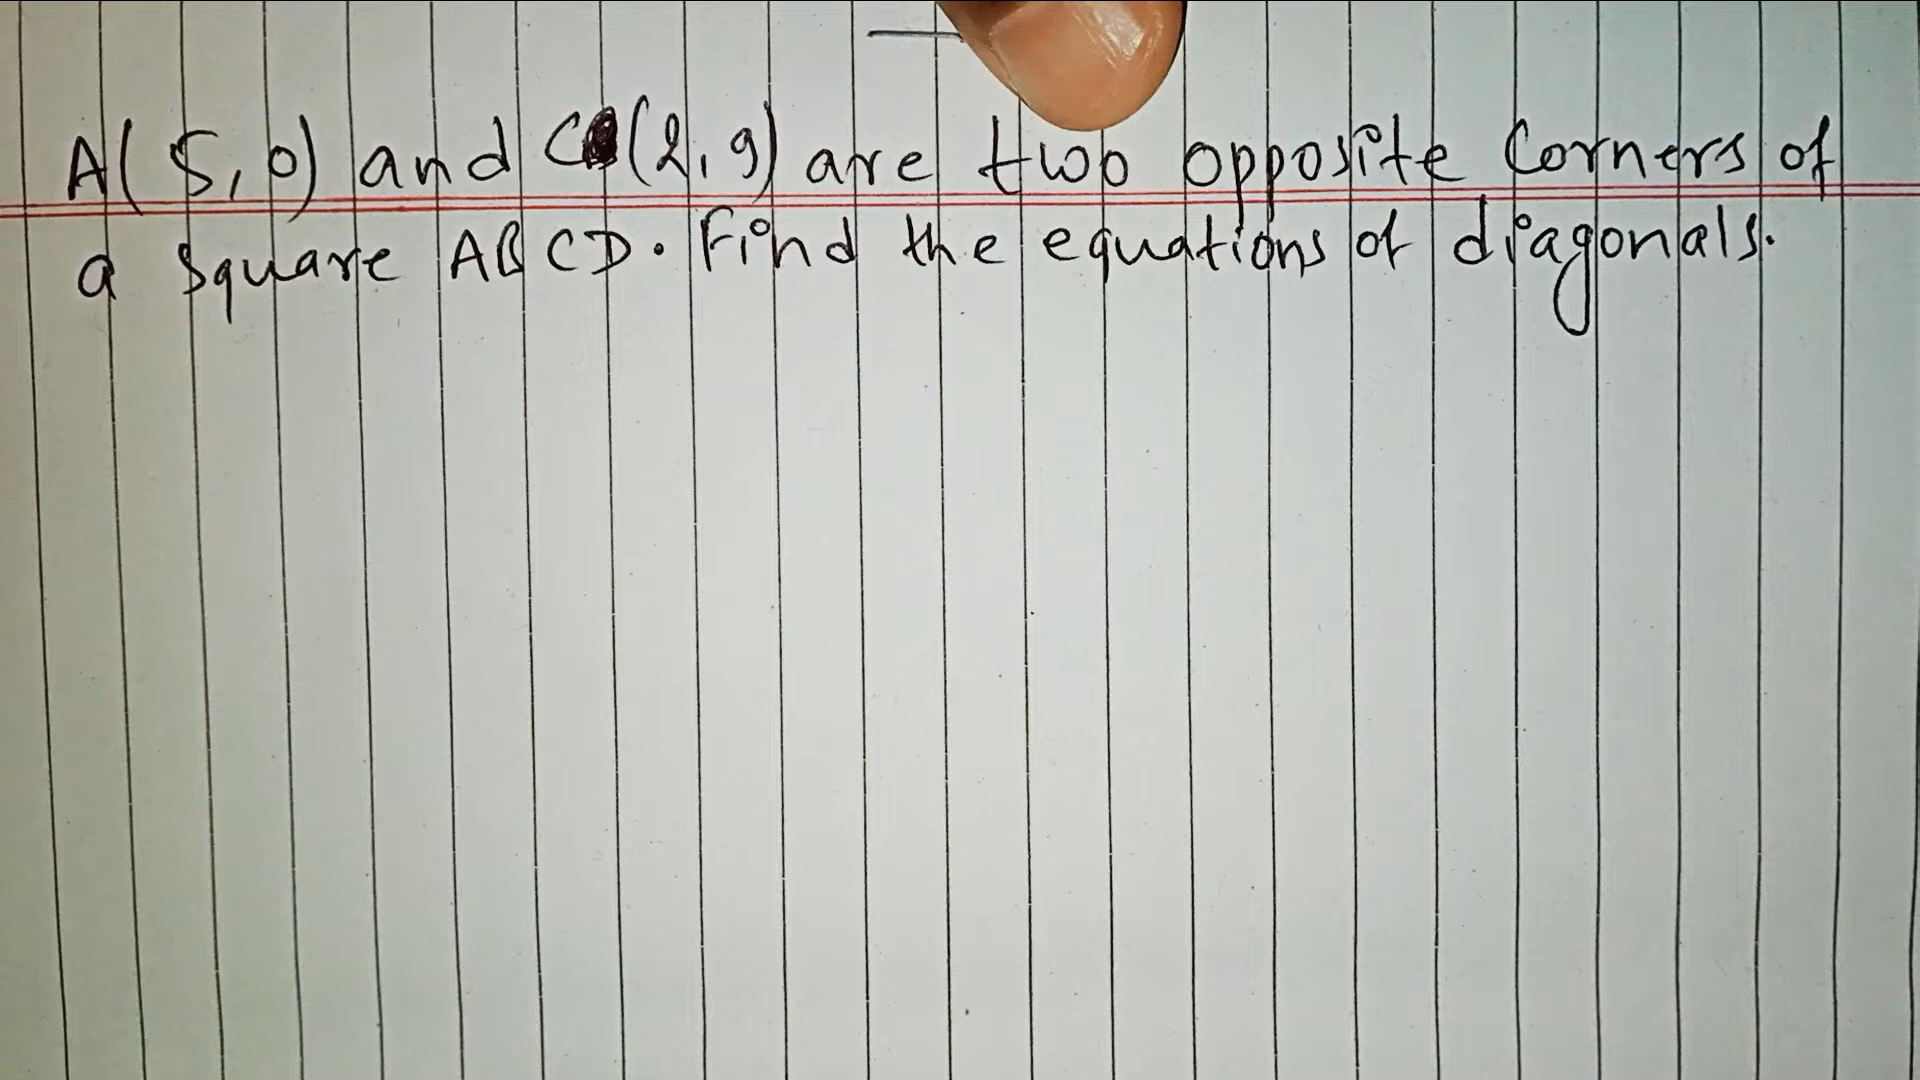 A(5,0) and C(2,9) are two opposite Corners of
a square ABCD. Find the equations of diagonals.